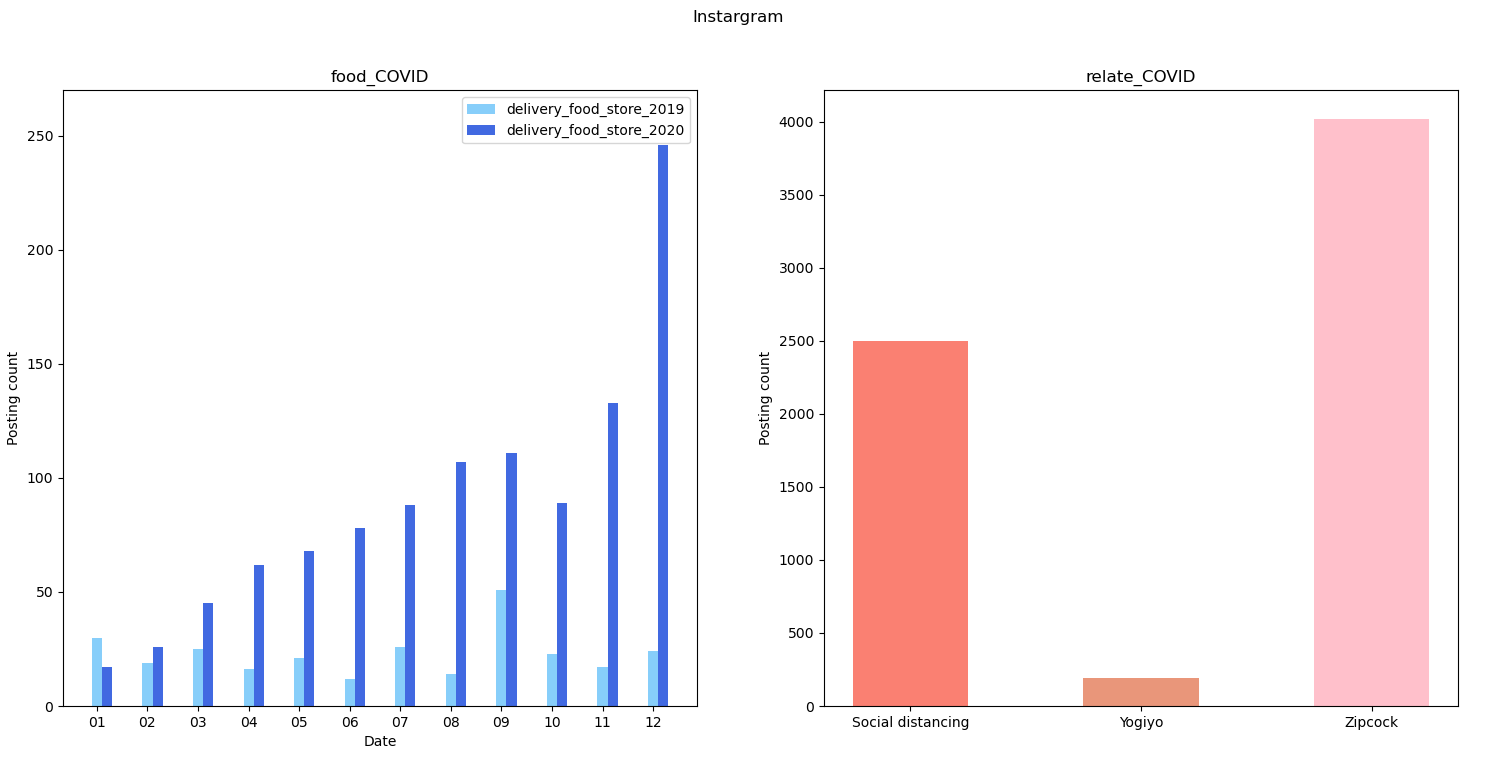 Instargram
food_COVID
delivery_food_store_2019
delivery_food_store_2020
250
200
150
100
50
0
Posting count
01 02 03 04 05 06 07 08 09 10 11 12
Date
relate_COVID
4000
3500
3000
2500
2000
1500
1000
500
0
Posting count
Social distancing Yogiyo Zipcock